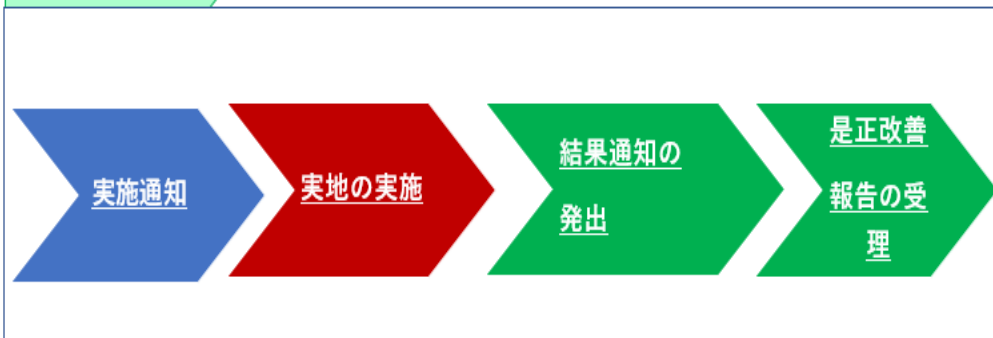 実施通知
実地の実施
結果通知の
発出
是正改善
報告の受
理